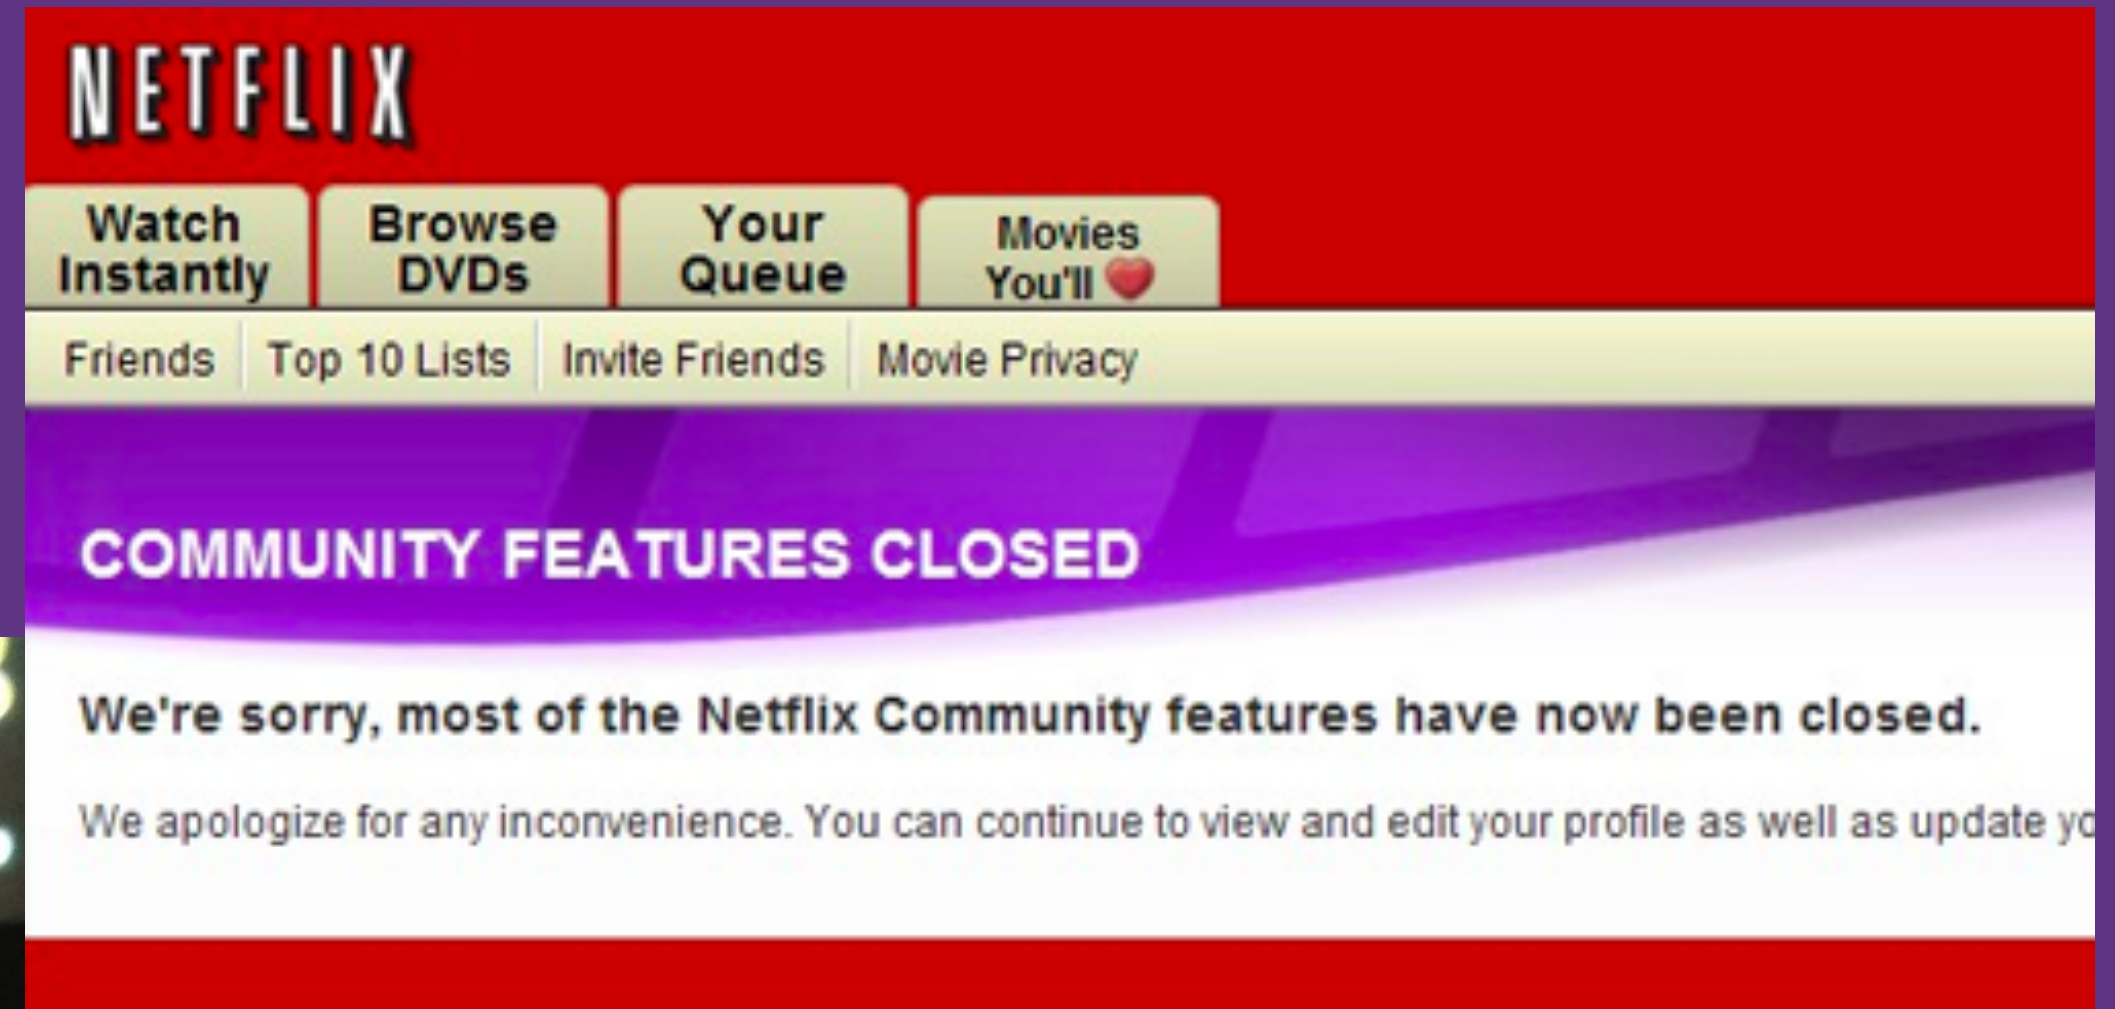 NETFLIX
Watch
Instantly
Browse
DVDs
Your
Queue
Movies
You'll
Friends
Top 10 Lists
Invite Friends
Movie Privacy
COMMUNITY FEATURES CLOSED
We're sorry, most of the Netflix Community features have now been closed.
We apologize for any inconvenience. You can continue to view and edit your profile as well as update